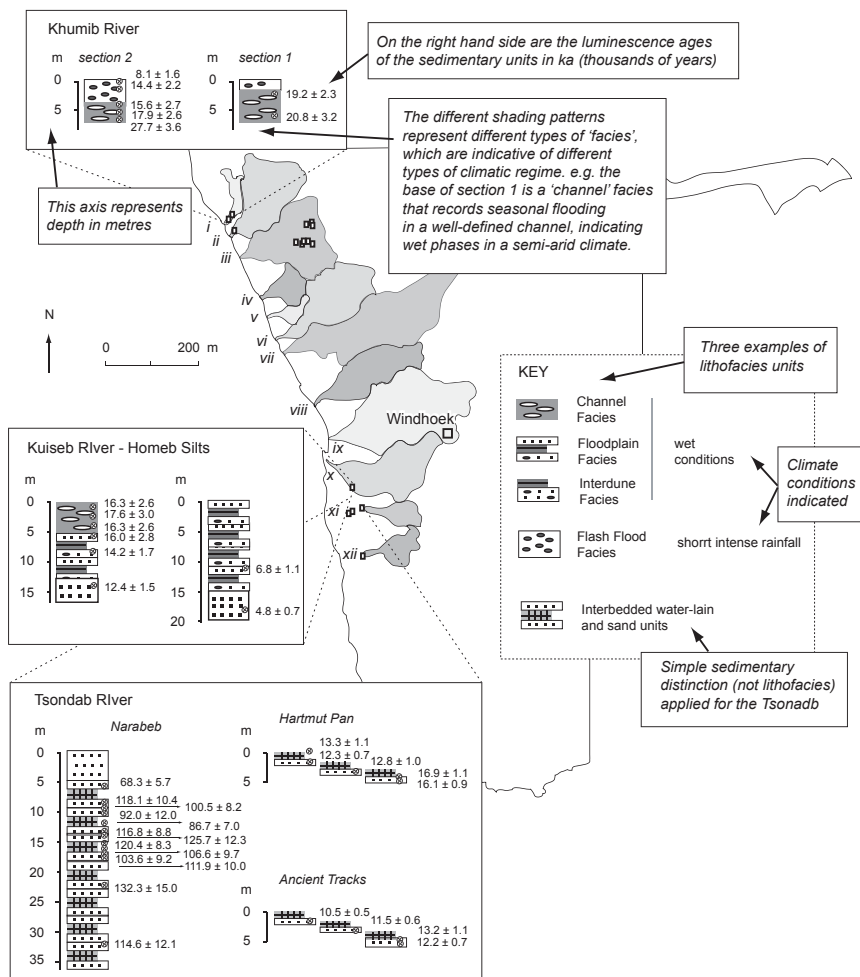 Khumib River
m
section 2
section 1
0
5
8.1 ± 1.6
14.4 ± 2.2
15.6 ± 2.7
17.9 ± 2.6
27.7 ± 3.6
m
0
5
19.2 ± 2.3
20.8 ± 3.2
On the right hand side are the luminescence ages
of the sedimentary units in ka (thousands of years)
The different shading patterns
represent different types of ‘facies’,
which are indicative of different
types of climatic regime. e.g. the
base of section 1 is a ‘channel’ facies
that records seasonal flooding
in a well-defined channel, indicating
wet phases in a semi-arid climate.
This axis represents
depth in metres
i
ii
iii
iv
v
vi
vii
viii
ix
x
xi
xii
N
0 200 m
Windhoek
Three examples of
lithofacies units
KEY
Channel
Facies
Floodplain
Facies
Interdune
Facies
wet
conditions
Climate
conditions
indicated
Flash Flood
Facies
shorrt intense rainfall
Interbedded water-lain
and sand units
Simple sedimentary
distinction (not lithofacies)
applied for the Tsonadb
Kuiseb RIver - Homeb Silts
m
0
5
10
15
16.3 ± 2.6
17.6 ± 3.0
16.3 ± 2.6
16.0 ± 2.8
14.2 ± 1.7
12.4 ± 1.5
m
0
5
10
15
20
6.8 ± 1.1
4.8 ± 0.7
Tsondab RIver
m
Narabeb
0
5
10
15
20
25
30
35
68.3 ± 5.7
118.1 ± 10.4
100.5 ± 8.2
92.0 ± 12.0
86.7 ± 7.0
116.8 ± 8.8
125.7 ± 12.3
120.4 ± 8.3
106.6 ± 9.7
103.6 ± 9.2
111.9 ± 10.0
132.3 ± 15.0
114.6 ± 12.1
Hartmut Pan
m
0
5
13.3 ± 1.1
12.3 ± 0.7
12.8 ± 1.0
16.9 ± 1.1
16.1 ± 0.9
Ancient Tracks
m
0
5
10.5 ± 0.5
11.5 ± 0.6
13.2 ± 1.1
12.2 ± 0.7